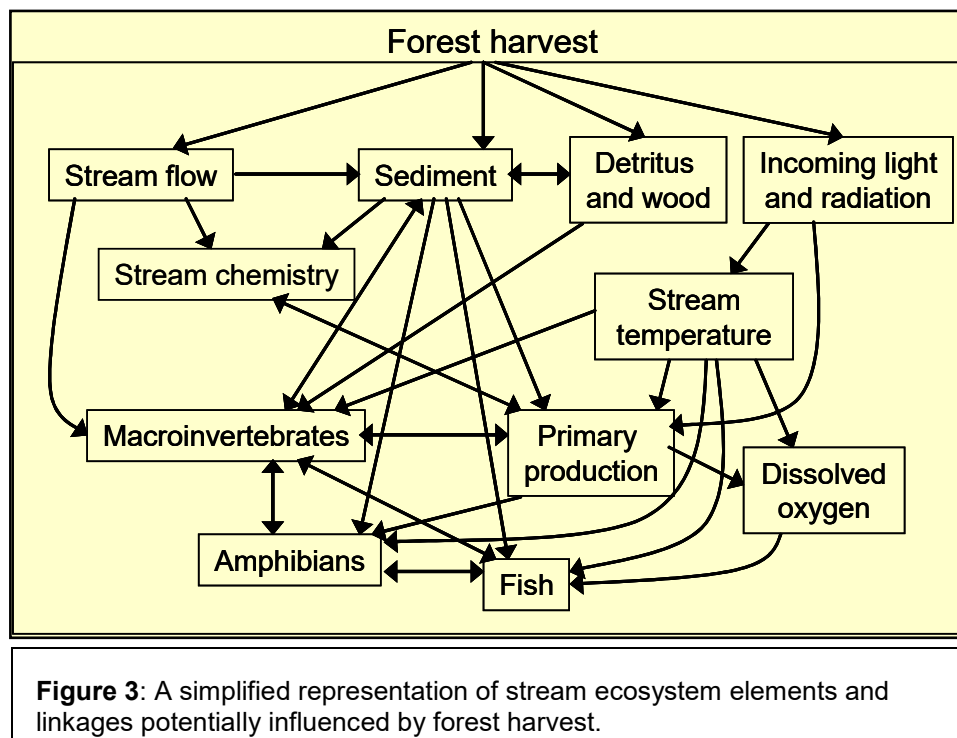 Forest harvest
Stream flow
Sediment
Detritus
and wood
Incoming light
and radiation
Stream chemistry
Stream
temperature
Macroinvertebrates
Primary
production
Dissolved
oxygen
Amphibians
Fish
Figure 3: A simplified representation of stream ecosystem elements and
linkages potentially influenced by forest harvest.